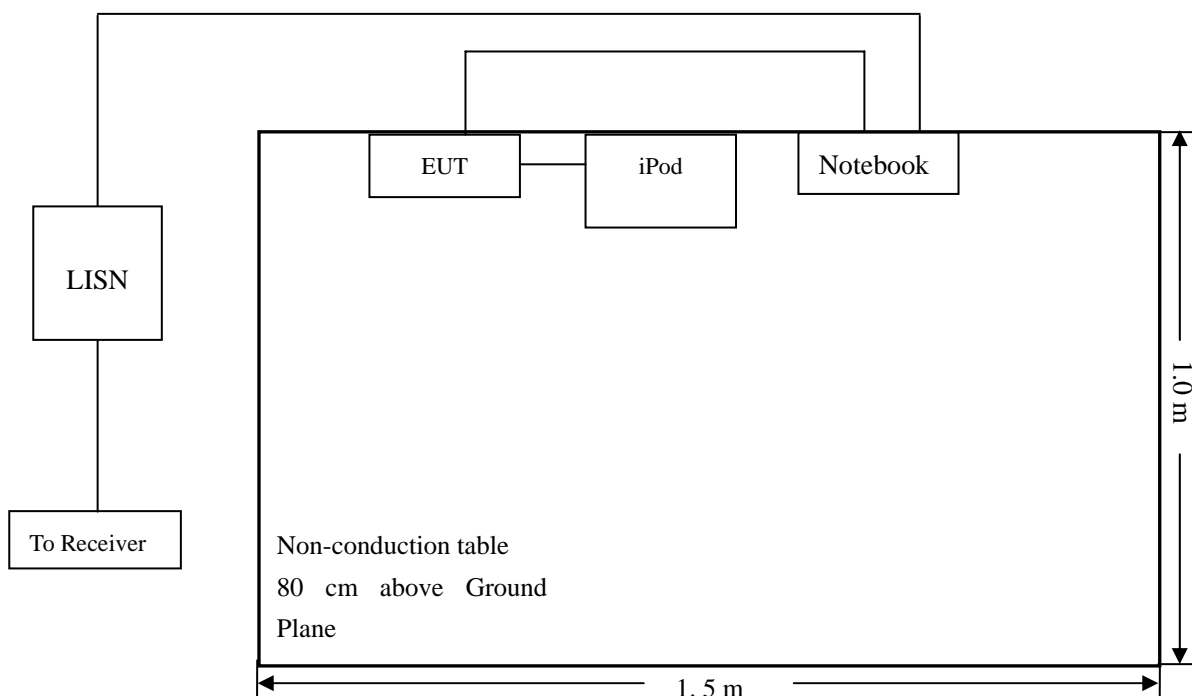 EUT
iPod
Notebook
LISN
1.0 m
To Receiver
Non-conduction table
80 cm above Ground
Plane
1. 5 m